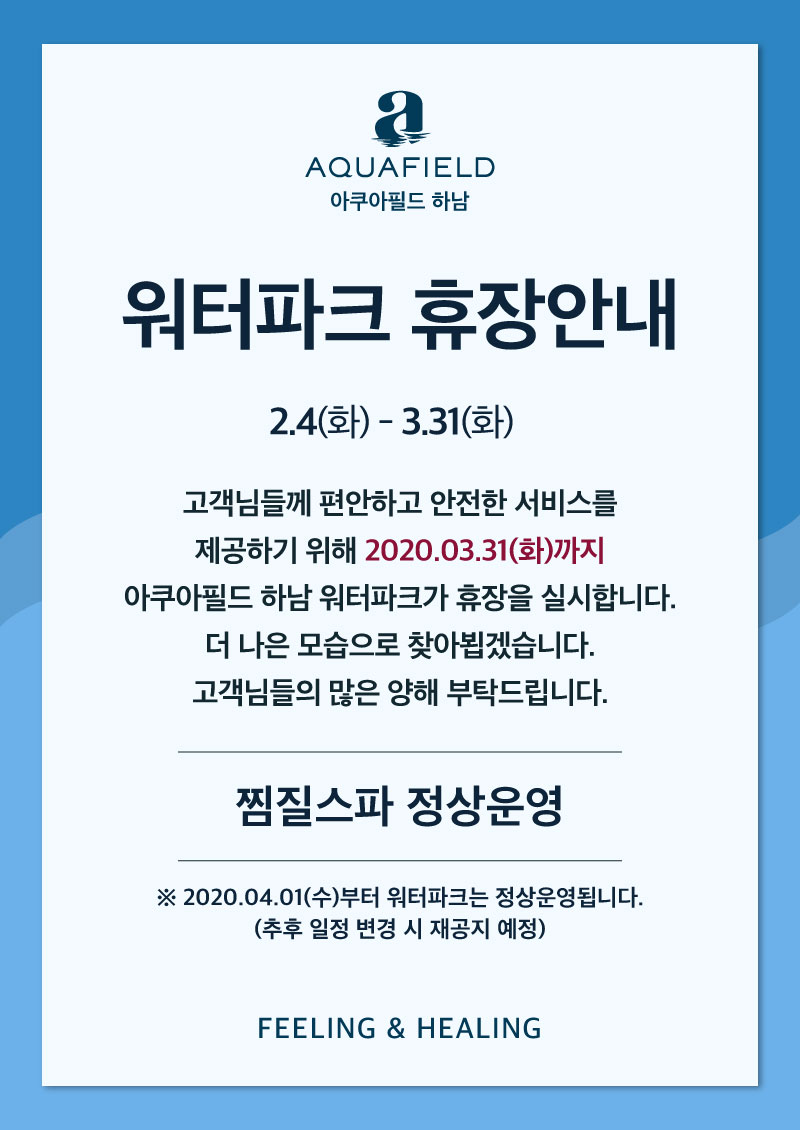 a
AQUAFIELD
아쿠아필드 하남
워터파크 휴장안내
2.4(화) - 3.31(화)
고객님들께 편안하고 안전한 서비스를
제공하기 위해 2020.03.31(화)까지
아쿠아필드 하남 워터파크가 휴장을 실시합니다.
더 나은 모습으로 찾아뵙겠습니다.
고객님들의 많은 양해 부탁드립니다.
찜질스파 정상운영
※ 2020.04.01(수)부터 워터파크는 정상운영됩니다.
(추후 일정 변경 시 재공지 예정)
FEELING & HEALING